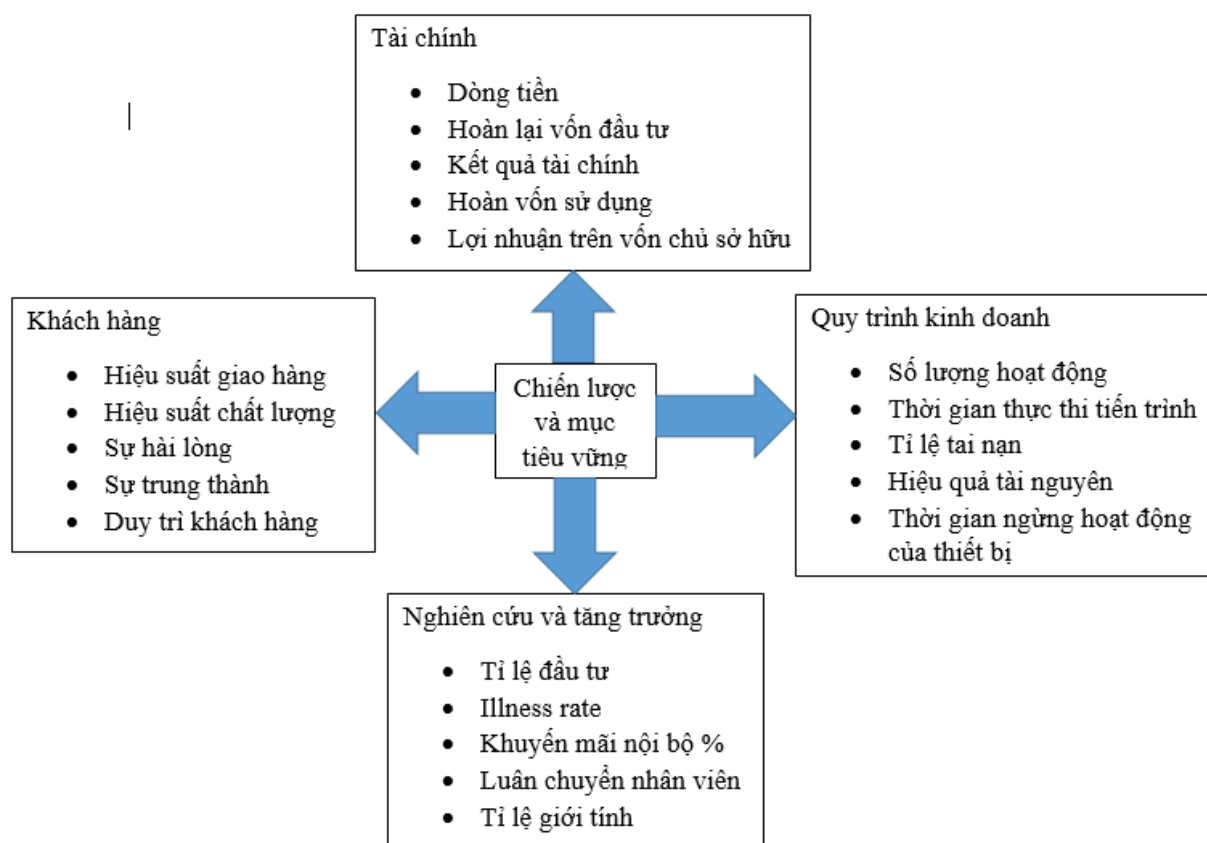 Tài chính
• Dòng tiền
• Hoàn lại vốn đầu tư
• Kết quả tài chính
• Hoàn vốn sử dụng
• Lợi nhuận trên vốn chủ sở hữu
Khách hàng
• Hiệu suất giao hàng
• Hiệu suất chất lượng
• Sự hài lòng
• Sự trung thành
• Duy trì khách hàng
Chiến lược
và mục
tiêu vững
Quy trình kinh doanh
• Số lượng hoạt động
• Thời gian thực thi tiến trình
• Tỉ lệ tai nạn
• Hiệu quả tài nguyên
• Thời gian ngừng hoạt động
của thiết bị
Nghiên cứu và tăng trưởng
• Tỉ lệ đầu tư
• Illness rate
• Khuyến mãi nội bộ %
• Luân chuyển nhân viên
• Tỉ lệ giới tính